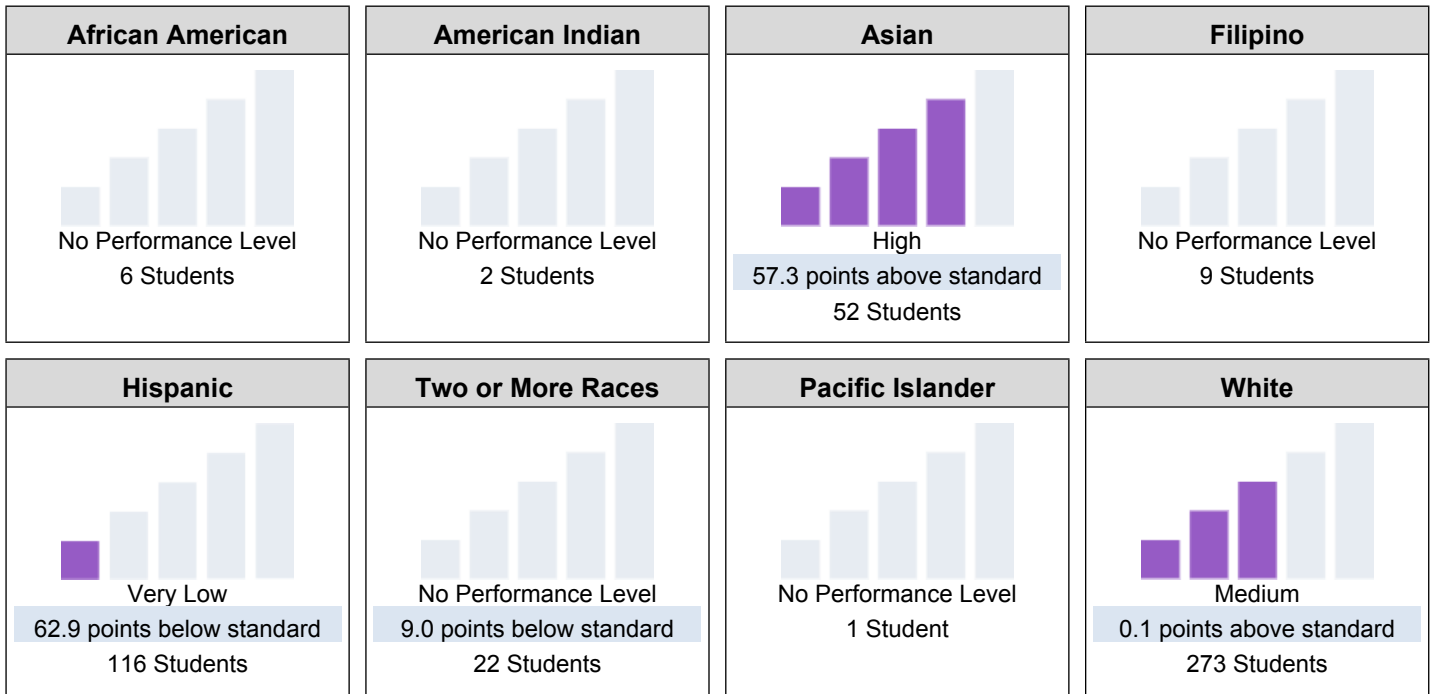 African American
No Performance Level
6 Students
American Indian
No Performance Level
2 Students
Asian
High
57.3 points above standard
52 Students
Filipino
No Performance Level
9 Students
Hispanic
Very Low
62.9 points below standard
116 Students
Two or More Races
No Performance Level
9.0 points below standard
22 Students
Pacific Islander
No Performance Level
1 Student
White
Medium
0.1 points above standard
273 Students